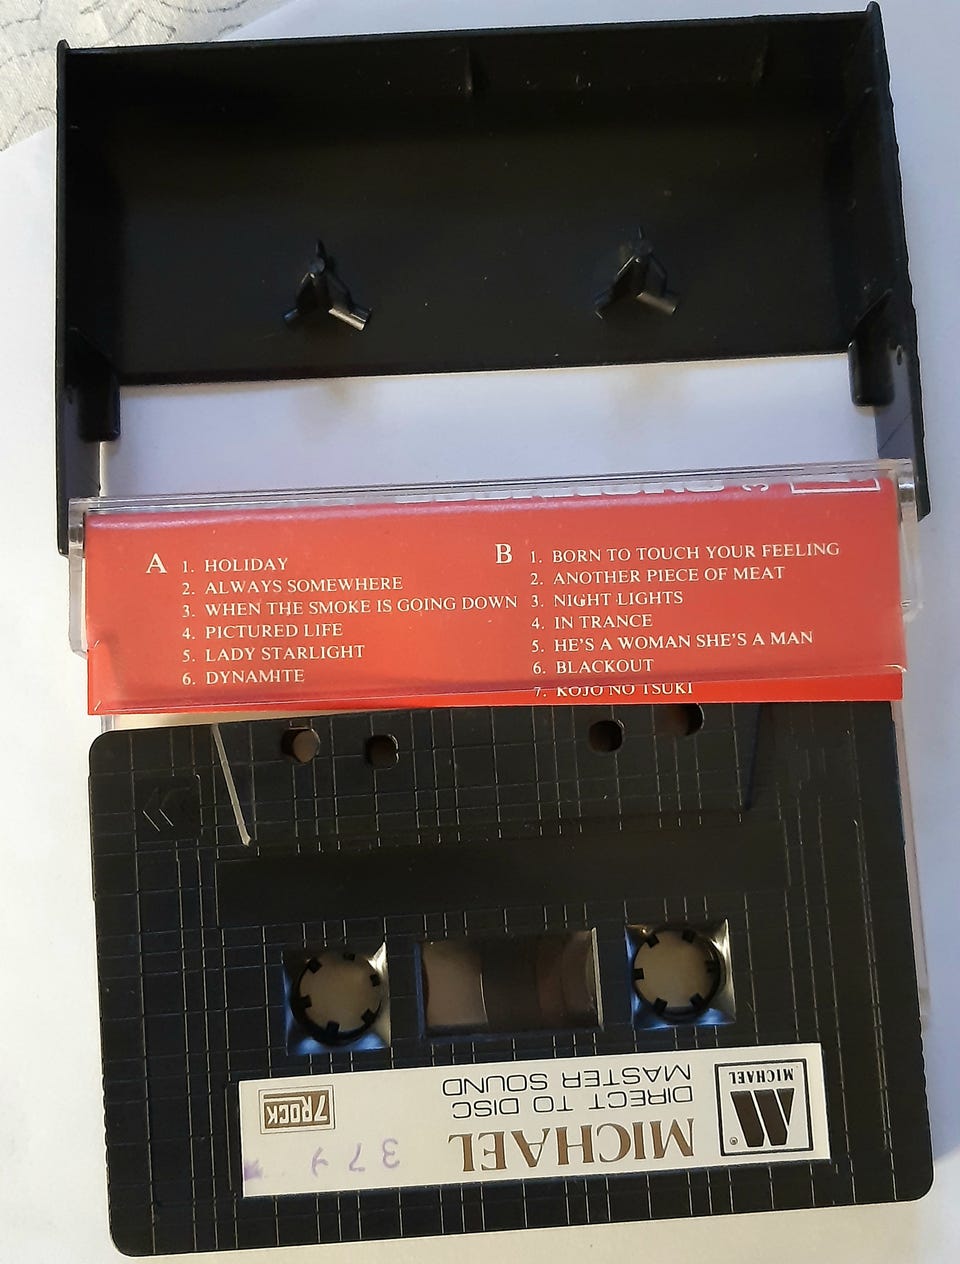 A
1. HOLIDAY
2. ALWAYS SOMEWHERE
3. WHEN THE SMOKE IS GOING DOWN
4. PICTURED LIFE
5. LADY STARLIGHT
6. DYNAMITE
B
1. BORN TO TOUCH YOUR FEELING
2. ANOTHER PIECE OF MEAT
3. NIGHT LIGHTS
4. IN TRANCE
5. HE'S A WOMAN SHE'S A MAN
6. BLACKOUT
7. KOJO NO TSUKI
MICHAEL
®
MICHAEL
DIRECT TO DISC
MASTER SOUND
7ROCK